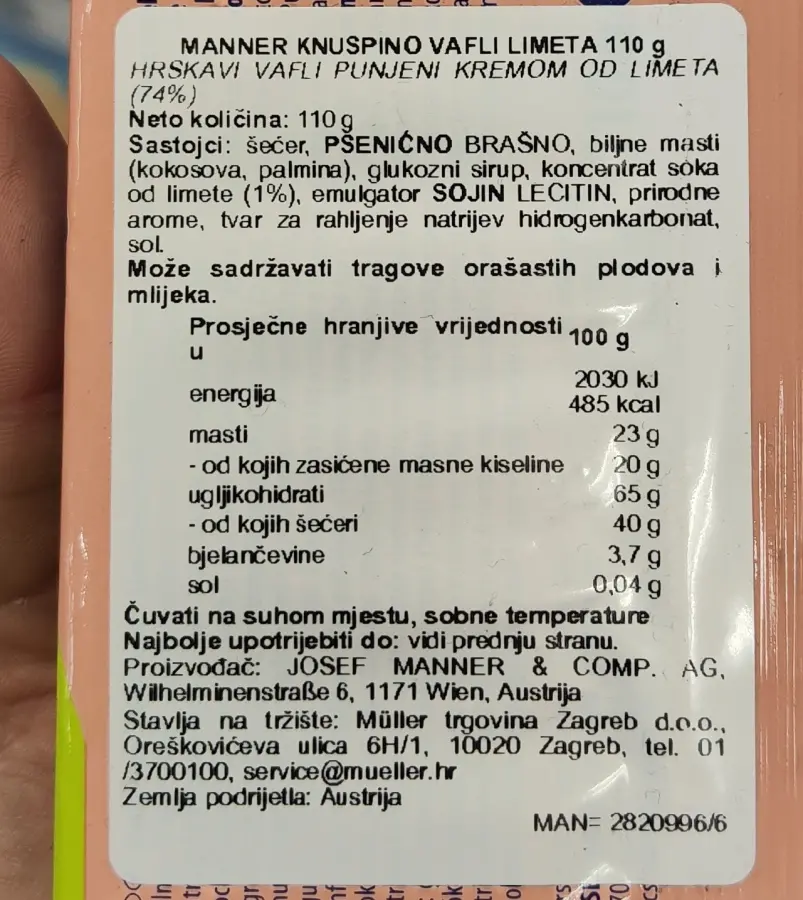 MANNER KNUSPINO VAFLI LIMETA 110 g
HRSKAVI VAFLI PUNJENI KREMOM OD LIMETA
(74%)
Neto količina: 110 g
Sastojci: šećer, PŠENIČNO BRAŠNO, biljne masti
(kokosova, palmina), glukozni sirup, koncentrat soka
od limete (1%), emulgator SOJIN LECITIN, prirodne
arome, tvar za rahljenje natrijev hidrogenkarbonat,
sol.
Može sadržavati tragove orašastih plodova i
mlijeka.
Prosječne hranjive vrijednosti 100 g
u
energija 2030 kJ
485 kcal
masti 23 g
- od kojih zasićene masne kiseline 20 g
ugljikohidrati 65 g
- od kojih šećeri 40 g
bjelančevine 3,7 g
sol 0,04 g
Čuvati na suhom mjestu, sobne temperature
Najbolje upotrijebiti do: vidi prednju stranu.
Proizvođač: JOSEF MANNER & COMP. AG,
Wilhelminenstraße 6, 1171 Wien, Austrija
Stavlja na tržište: Müller trgovina Zagreb d.o.o.,
Oreškovićeva ulica 6H/1, 10020 Zagreb, tel. 01
/3700100, service@mueller.hr
Zemlja podrijetla: Austrija
MAN= 2820996/6